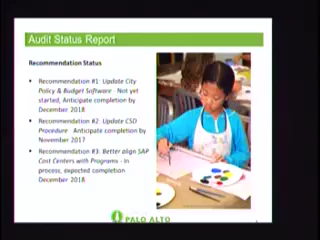 Audit Status Report
Recommendation Status
• Recommendation #1: Update City
Policy & Budget Software - Not yet
started, Anticipate completion by
December 2018
• Recommendation #2: Update CSD
Procedure - Anticipate completion by
November 2017
• Recommendation #3: Better align SAP
Cost Centers with Programs - In
process, expected completion
December 2018
PALO ALTO